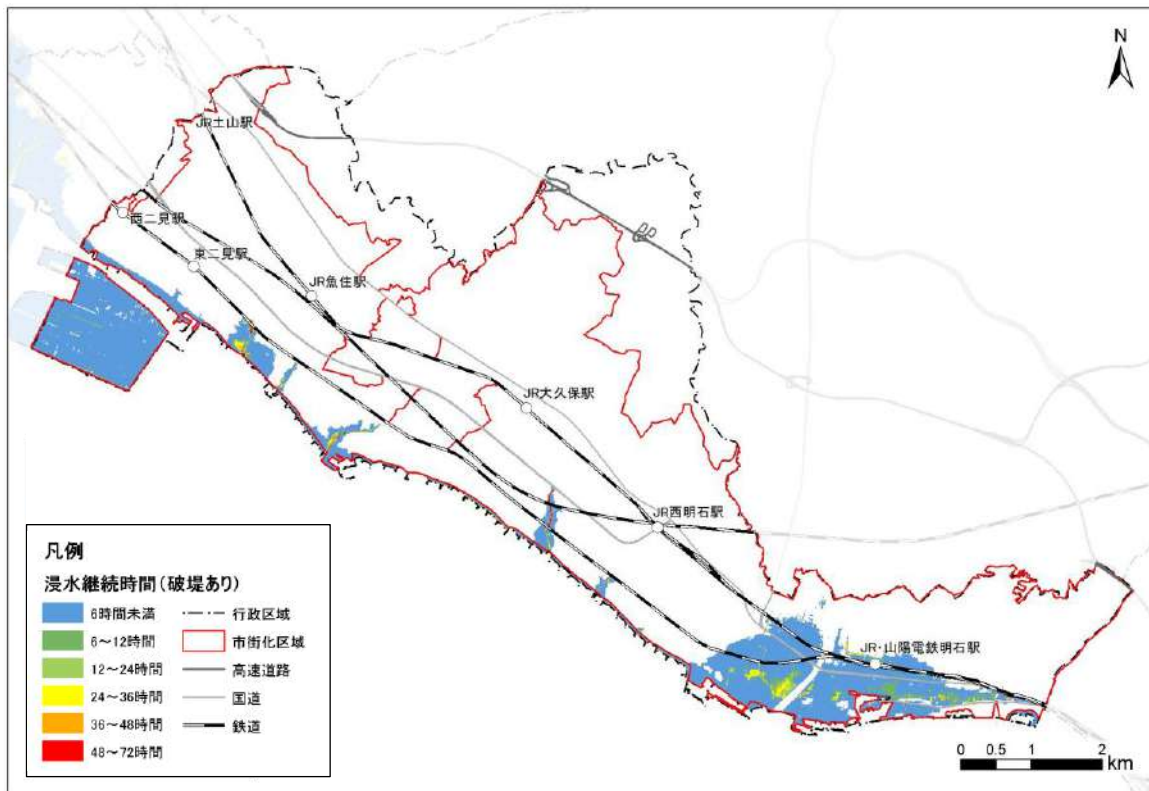 N
JR土山駅
西二見駅
東二見駅
JR魚住駅
JR大久保駅
JR西明石駅
JR・山陽電鉄明石駅
凡例
浸水継続時間（破堤あり）
6時間未満
行政区域
6～12時間
市街化区域
12～24時間
高速道路
24～36時間
国道
36～48時間
鉄道
48～72時間
0 0.5 1 2
km